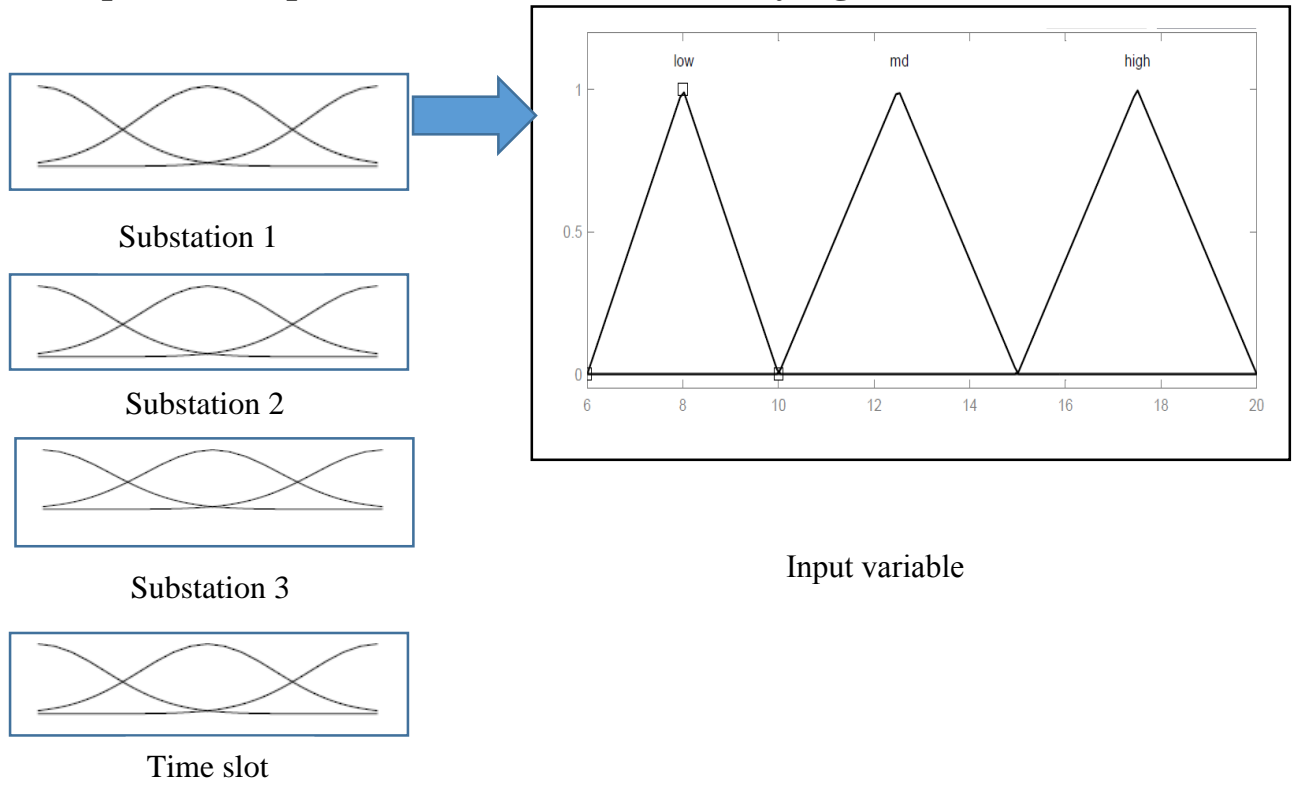 low md high
1
0.5
0
6 8 10 12 14 16 18 20
Substation 1
Substation 2
Substation 3
Time slot
Input variable